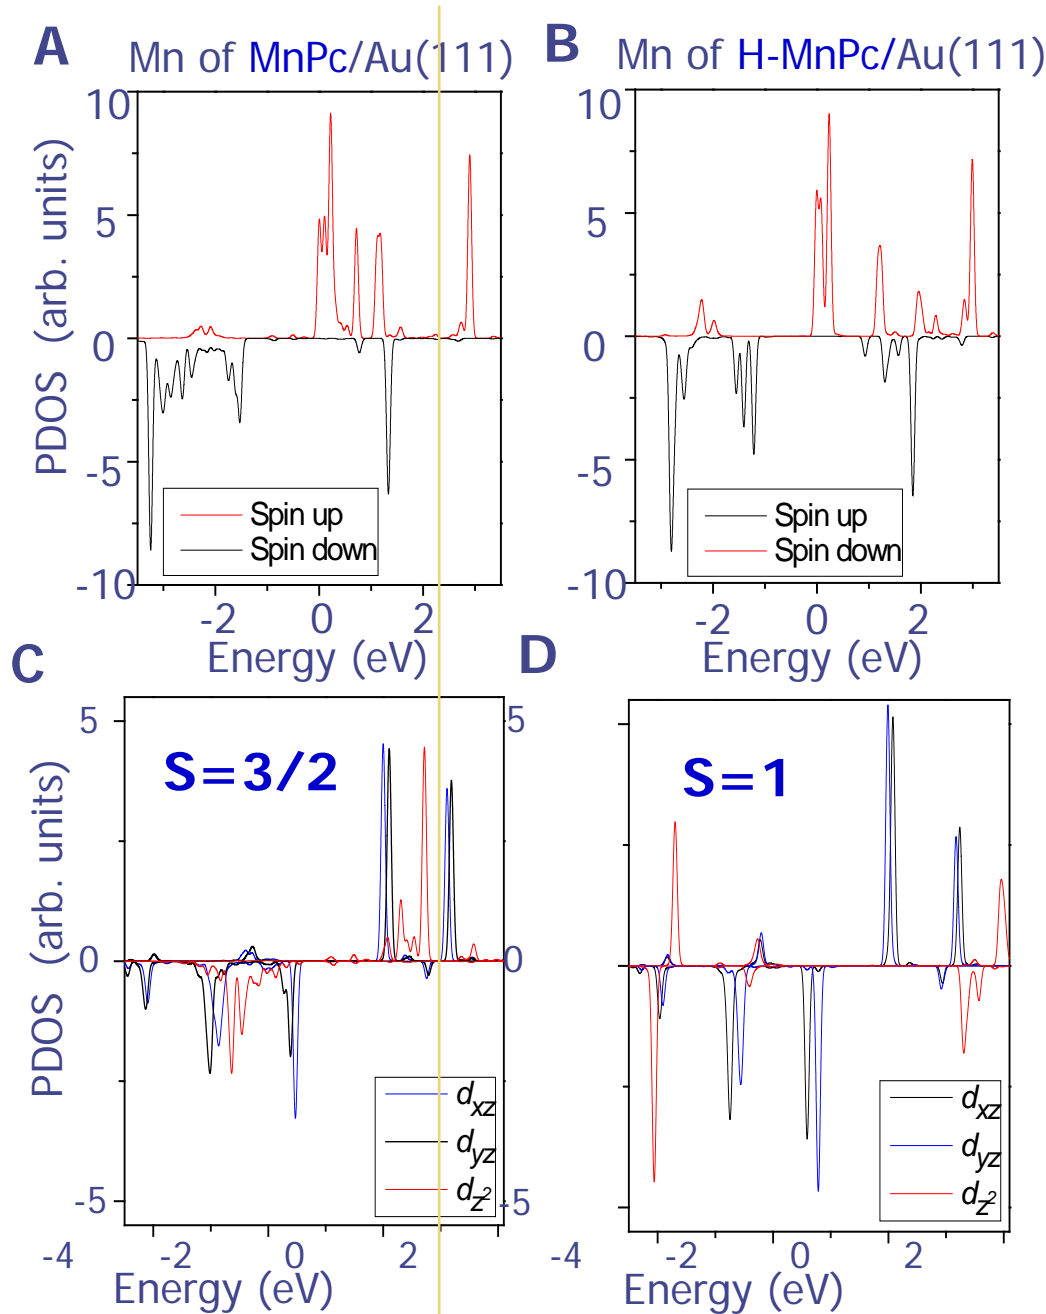 A
Mn of MnPc/Au(111)
B
Mn of H-MnPc/Au(111)
PDOS (arb. units)
10
5
0
-5
-10
Spin up
Spin down
-2
0
2
Energy (eV)
10
5
0
-5
-10
Spin up
Spin down
-2
0
2
Energy (eV)
C
PDOS (arb. units)
5
0
-5
S=3/2
dxz
dyz
dz²
-4
-2
0
2
Energy (eV)
D
5
0
-5
S=1
dxz
dyz
dz²
-4
-2
0
2
Energy (eV)